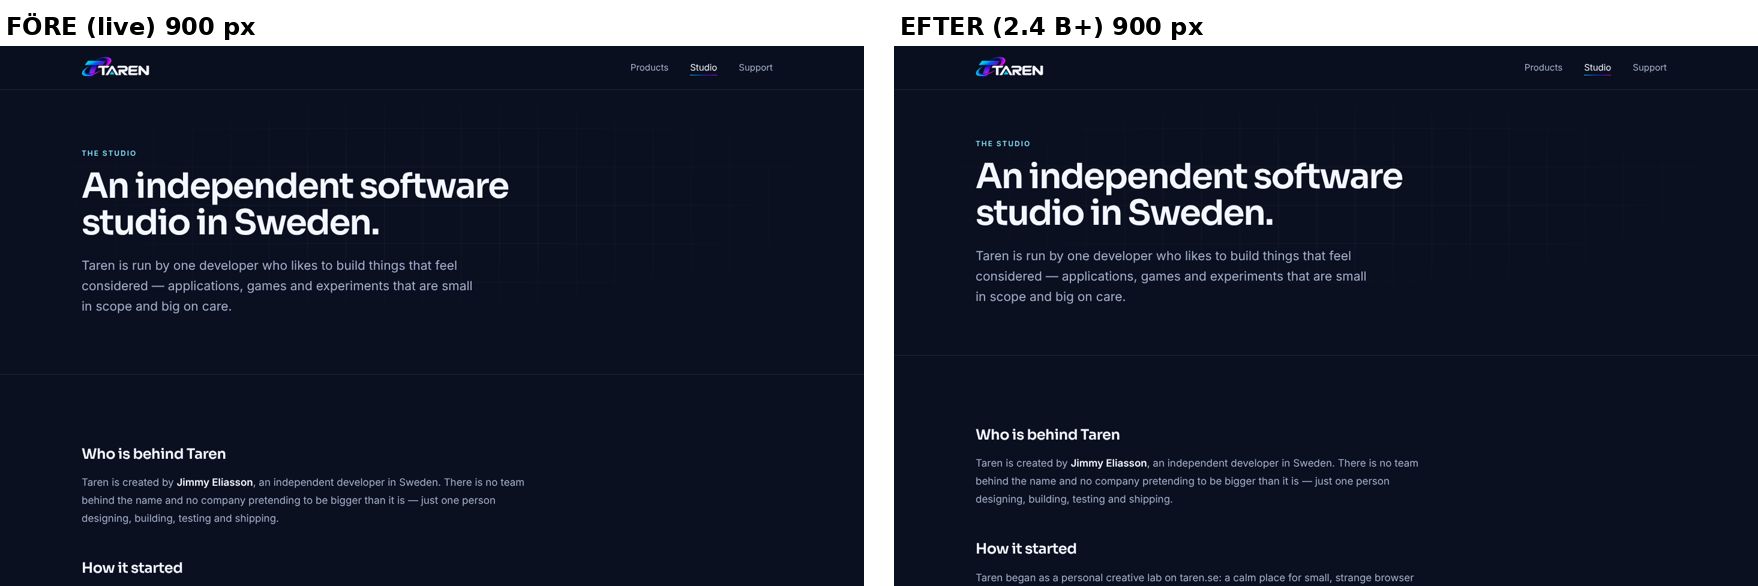 FÖRE (live) 900 px
TAREN
Products Studio Support
THE STUDIO
An independent software
studio in Sweden.
Taren is run by one developer who likes to build things that feel
considered — applications, games and experiments that are small
in scope and big on care.
Who is behind Taren
Taren is created by Jimmy Eliasson, an independent developer in Sweden. There is no team
behind the name and no company pretending to be bigger than it is — just one person
designing, building, testing and shipping.
How it started
EFTER (2.4 B+) 900 px
TAREN
Products Studio Support
THE STUDIO
An independent software
studio in Sweden.
Taren is run by one developer who likes to build things that feel
considered — applications, games and experiments that are small
in scope and big on care.
Who is behind Taren
Taren is created by Jimmy Eliasson, an independent developer in Sweden. There is no team
behind the name and no company pretending to be bigger than it is — just one person
designing, building, testing and shipping.
How it started
Taren began as a personal creative lab on taren.se: a calm place for small, strange browser